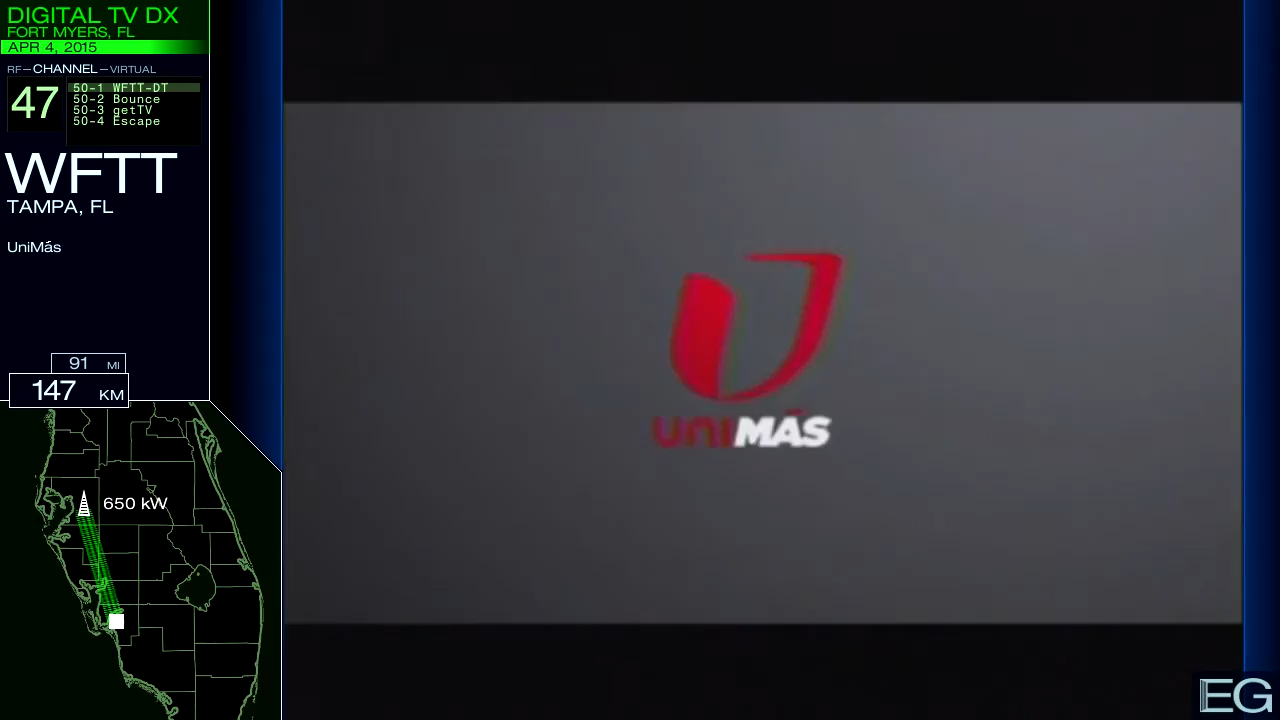 DIGITAL TV DX
FORT MYERS, FL
APR 4, 2015
RF–CHANNEL–VIRTUAL
47
50-1 WFTT-DT
50-2 Bounce
50-3 getTV
50-4 Escape
WFTT
TAMPA, FL
UniMás
91 MI
147 KM
650 kW
UNIMÁS
EG